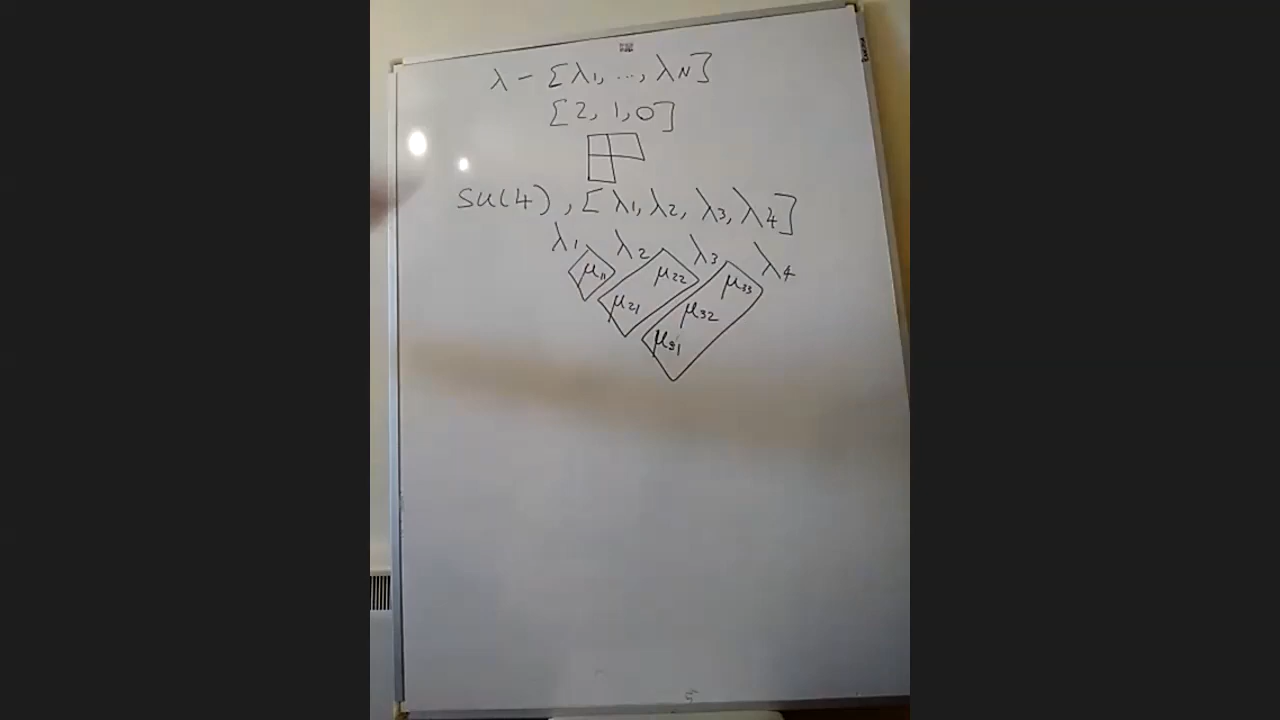 λ - [λ1, ..., λN]
[2, 1, 0]
SU(4), [λ1, λ2, λ3, λ4]
λ1 λ2 λ3 λ4
μ11 μ22 μ33
μ21 μ32
μ31